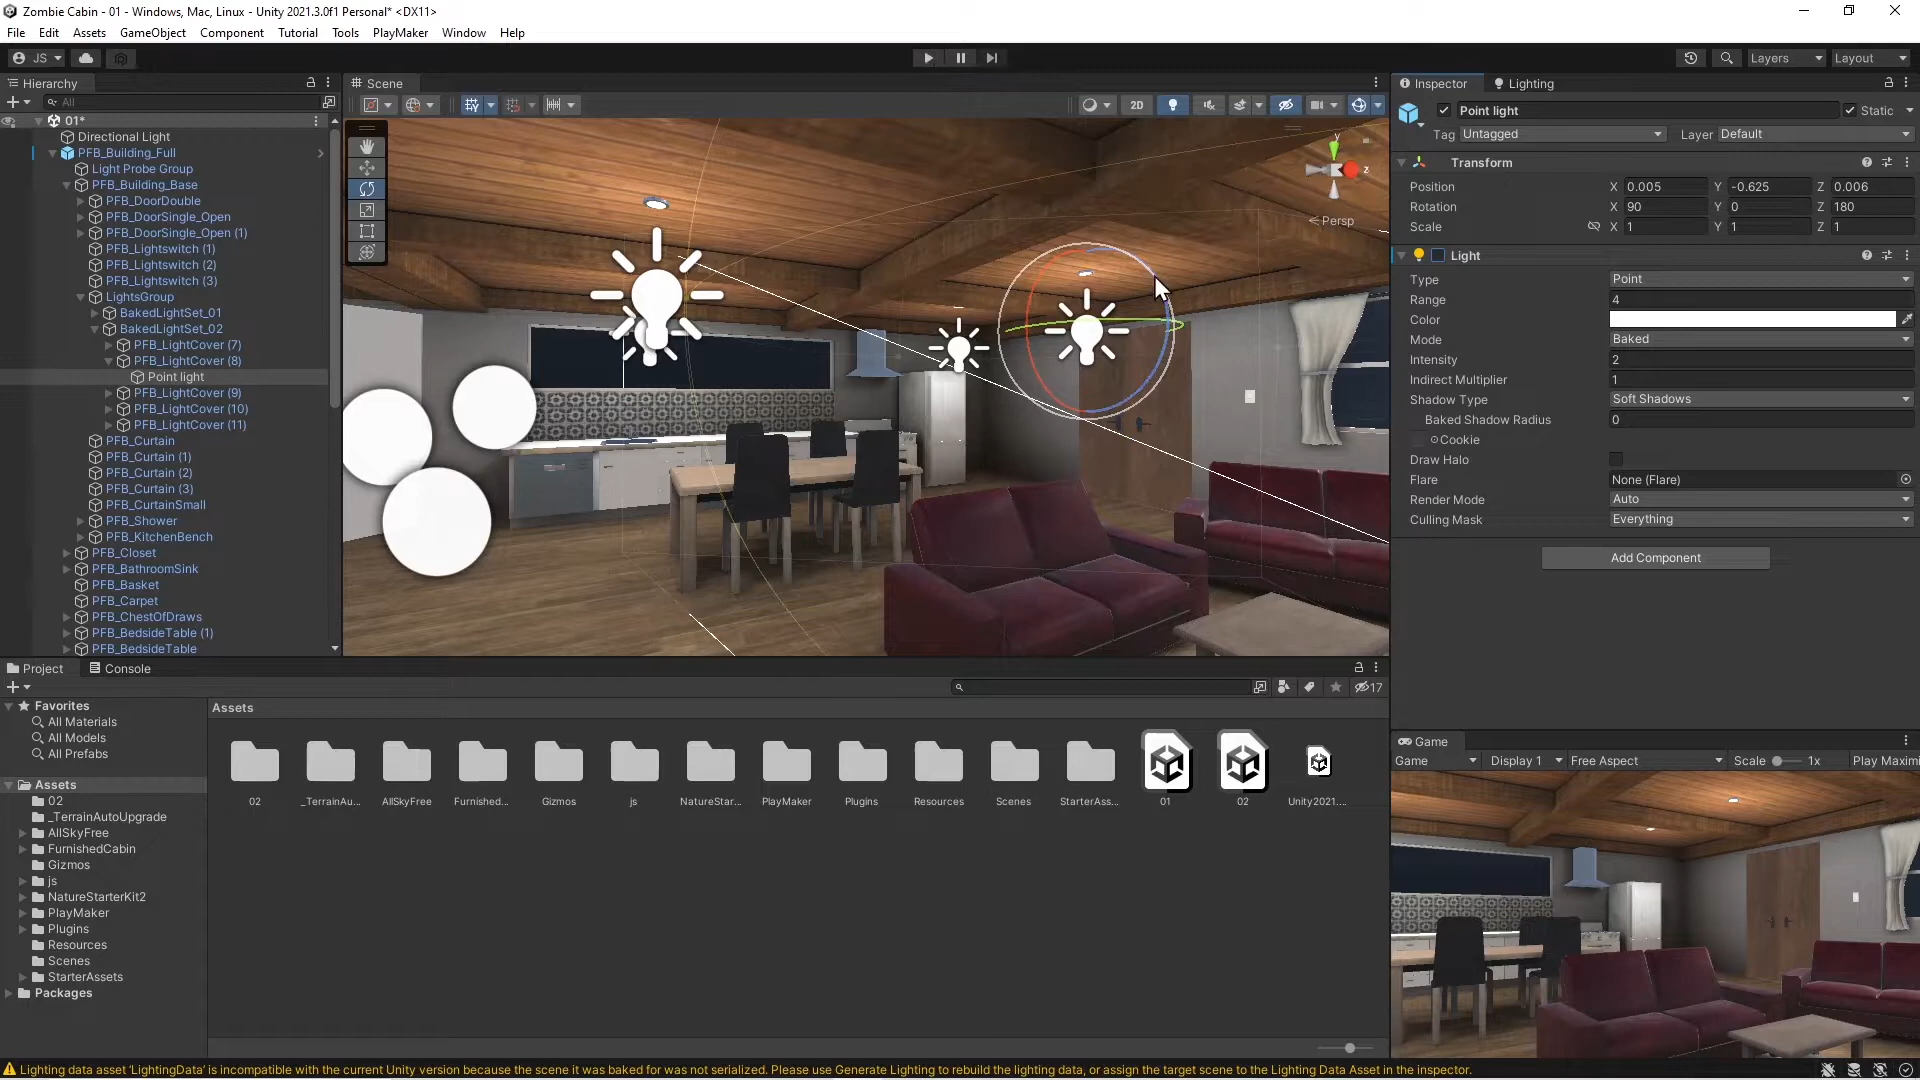 Zombie Cabin - 01 - Windows, Mac, Linux - Unity 2021.3.0f1 Personal* <DX11>
File Edit Assets GameObject Component Tutorial Tools PlayMaker Window Help
JS
Layers
Layout
Hierarchy
All
01*
Directional Light
PFB_Building_Full
Light Probe Group
PFB_Building_Base
PFB_DoorDouble
PFB_DoorSingle_Open
PFB_DoorSingle_Open (1)
PFB_Lightswitch (1)
PFB_Lightswitch (2)
PFB_Lightswitch (3)
LightsGroup
BakedLightSet_01
BakedLightSet_02
PFB_LightCover (7)
PFB_LightCover (8)
Point light
PFB_LightCover (9)
PFB_LightCover (10)
PFB_LightCover (11)
PFB_Curtain
PFB_Curtain (1)
PFB_Curtain (2)
PFB_Curtain (3)
PFB_CurtainSmall
PFB_Shower
PFB_KitchenBench
PFB_Closet
PFB_BathroomSink
PFB_Basket
PFB_Carpet
PFB_ChestOfDraws
PFB_BedsideTable (1)
PFB_BedsideTable
Scene
2D
y
z
Persp
Inspector
Lighting
Point light
Static
Tag Untagged
Layer Default
Transform
Position X 0.005 Y -0.625 Z 0.006
Rotation X 90 Y 0 Z 180
Scale X 1 Y 1 Z 1
Light
Type Point
Range 4
Color
Mode Baked
Intensity 2
Indirect Multiplier 1
Shadow Type Soft Shadows
Baked Shadow Radius 0
Cookie
Draw Halo
Flare None (Flare)
Render Mode Auto
Culling Mask Everything
Add Component
Project
Console
17
Favorites
All Materials
All Models
All Prefabs
Assets
02
_TerrainAutoUpgrade
AllSkyFree
FurnishedCabin
Gizmos
js
NatureStarterKit2
PlayMaker
Plugins
Resources
Scenes
StarterAssets
Packages
Assets
02 _TerrainAu... AllSkyFree Furnished... Gizmos js NatureStar... PlayMaker Plugins Resources Scenes StarterAss... 01 02 Unity2021....
Game
Game Display 1 Free Aspect Scale 1x Play Maximi
Lighting data asset 'LightingData' is incompatible with the current Unity version because the scene it was baked for was not serialized. Please use Generate Lighting to rebuild the lighting data, or assign the target scene to the Lighting Data Asset in the inspector.